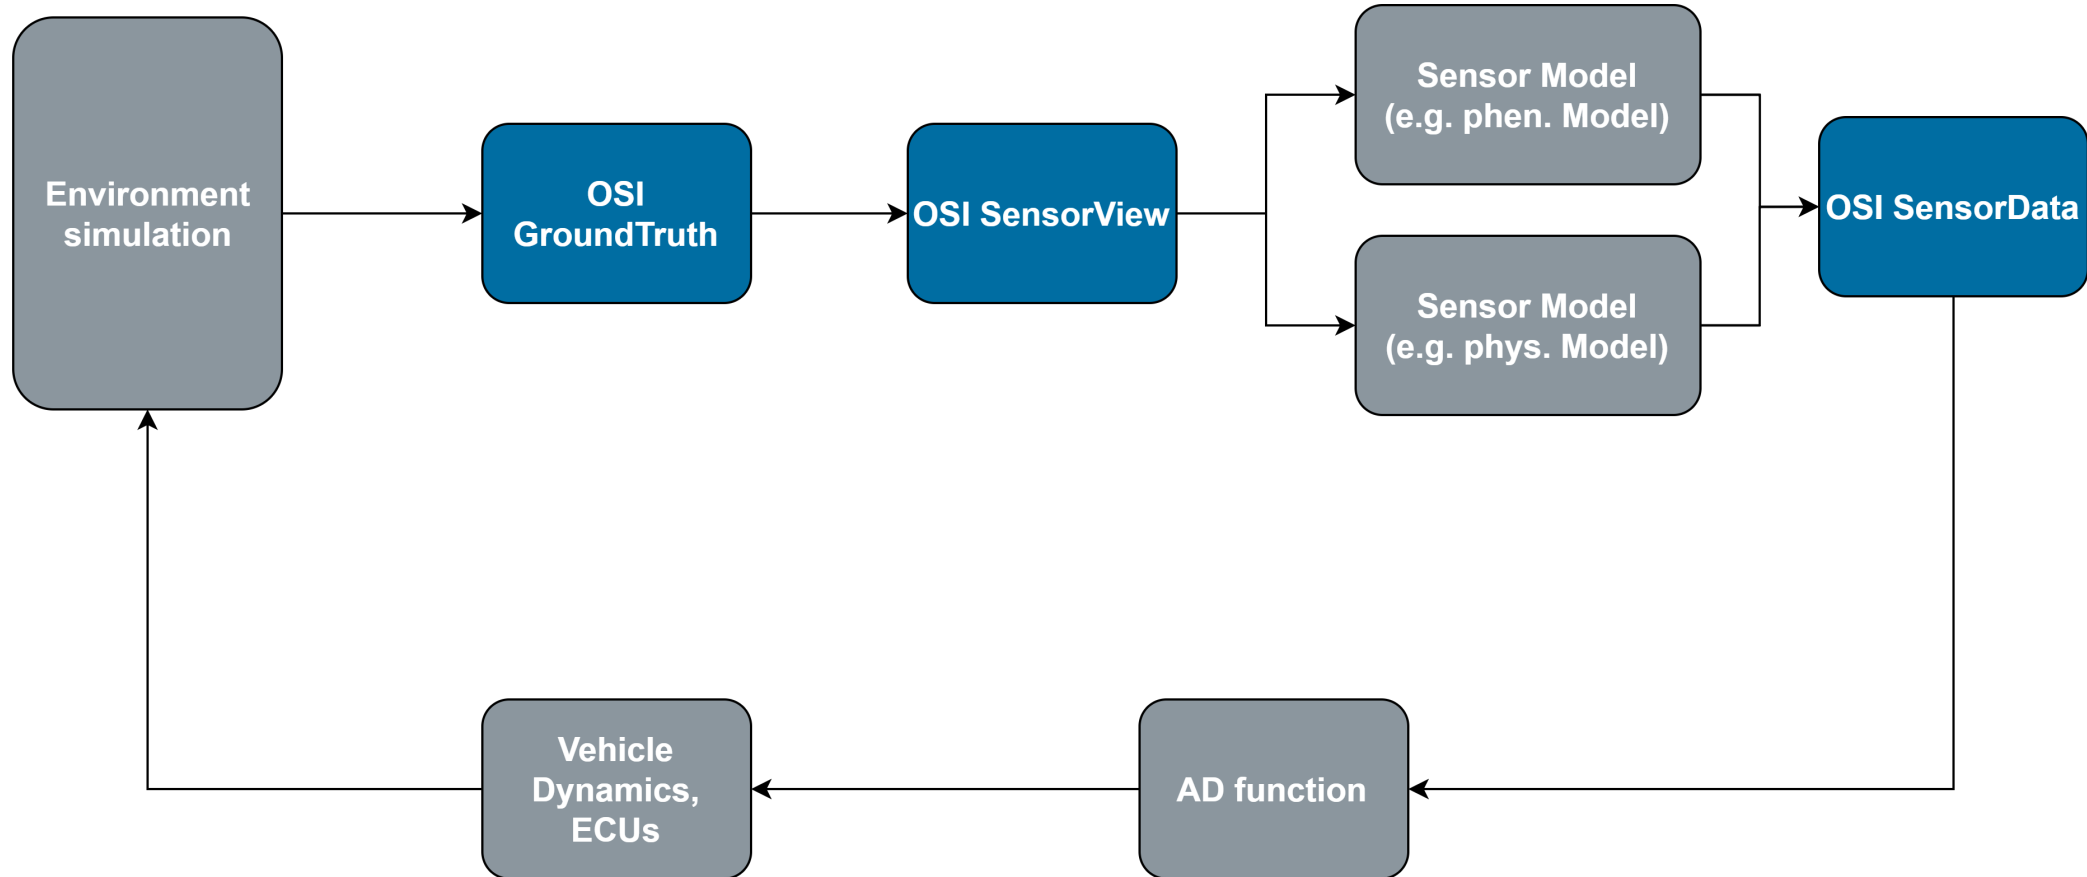 Environment
simulation
OSI
GroundTruth
OSI SensorView
Sensor Model
(e.g. phen. Model)
Sensor Model
(e.g. phys. Model)
OSI SensorData
Vehicle
Dynamics,
ECUs
AD function